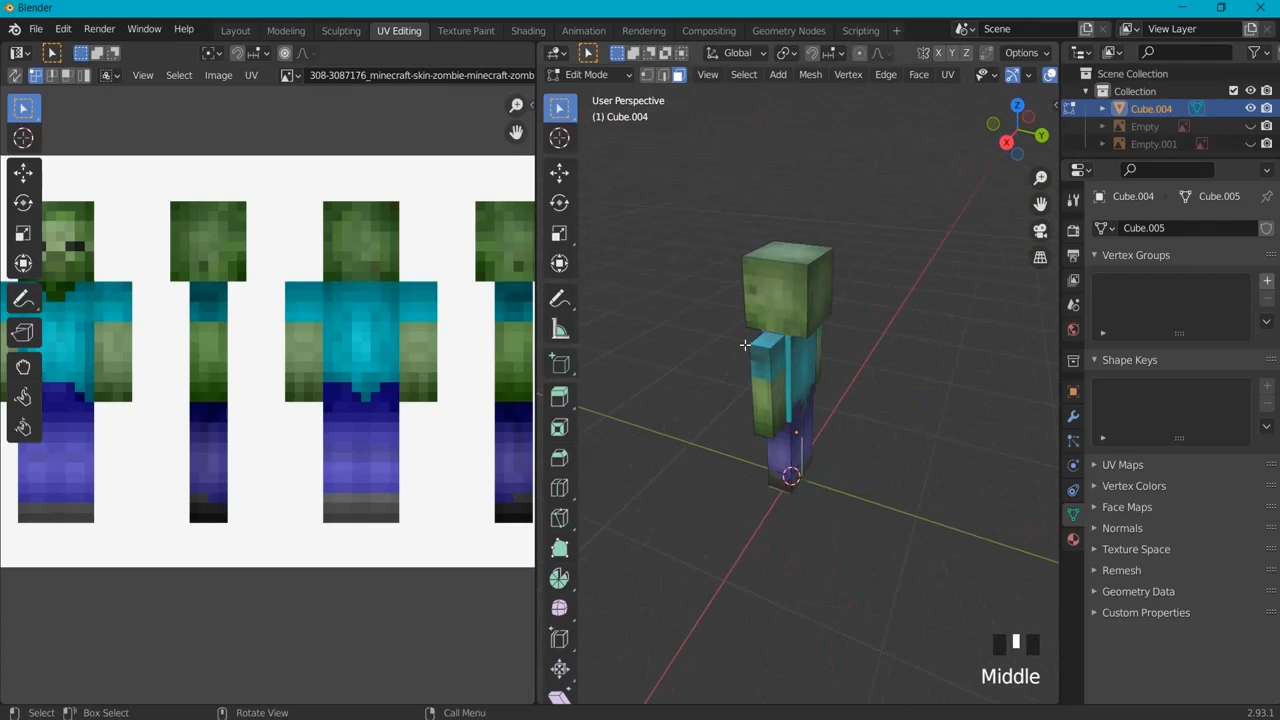 Blender
File Edit Render Window Help
Layout Modeling Sculpting UV Editing Texture Paint Shading Animation Rendering Compositing Geometry Nodes Scripting
Scene
View Layer
View Select Image UV
308-3087176_minecraft-skin-zombie-minecraft-zomb
Global
X Y Z
Options
Edit Mode
View Select Add Mesh Vertex Edge Face UV
User Perspective
(1) Cube.004
Z
Y
X
Scene Collection
Collection
Cube.004
Empty
Empty.001
Cube.004
Cube.005
Cube.005
Vertex Groups
Shape Keys
UV Maps
Vertex Colors
Face Maps
Normals
Texture Space
Remesh
Geometry Data
Custom Properties
Middle
Select
Box Select
Rotate View
Call Menu
2.93.1